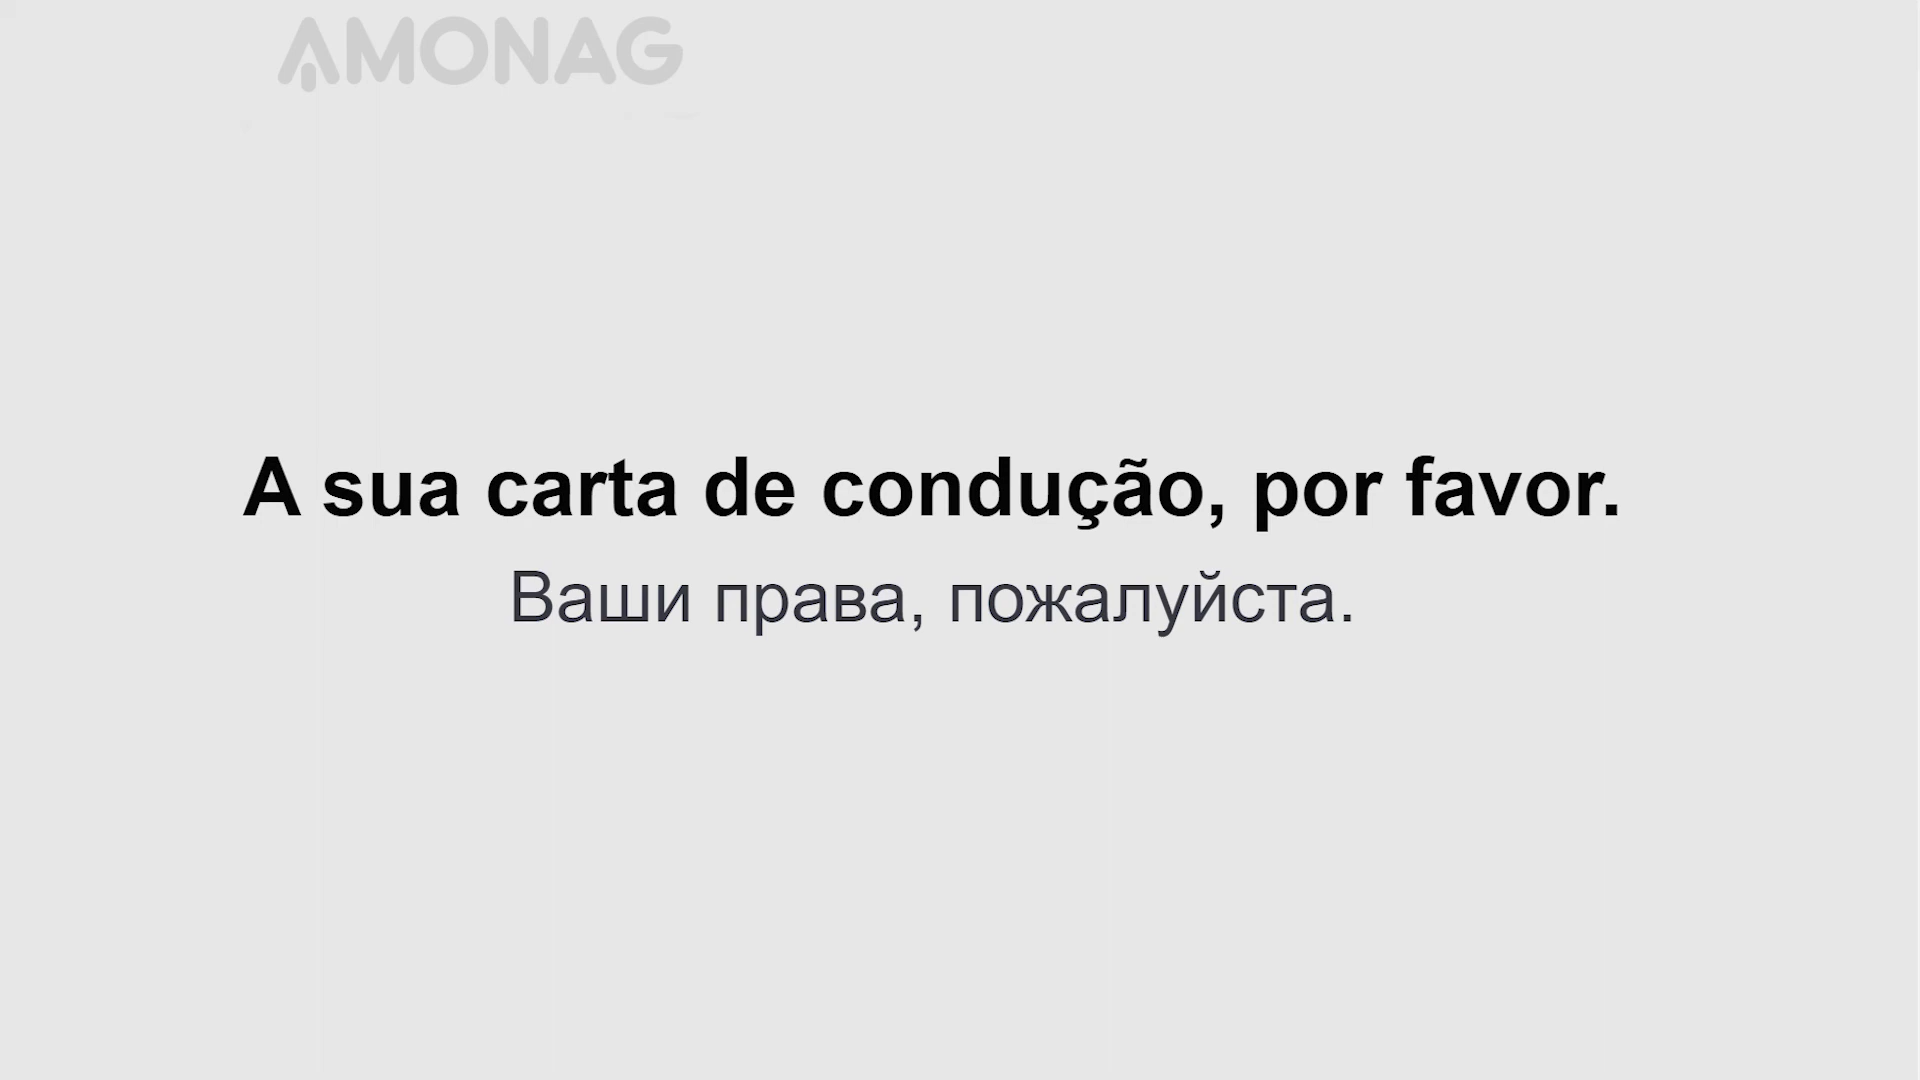 AMONAG
A sua carta de condução, por favor.
Ваши права, пожалуйста.